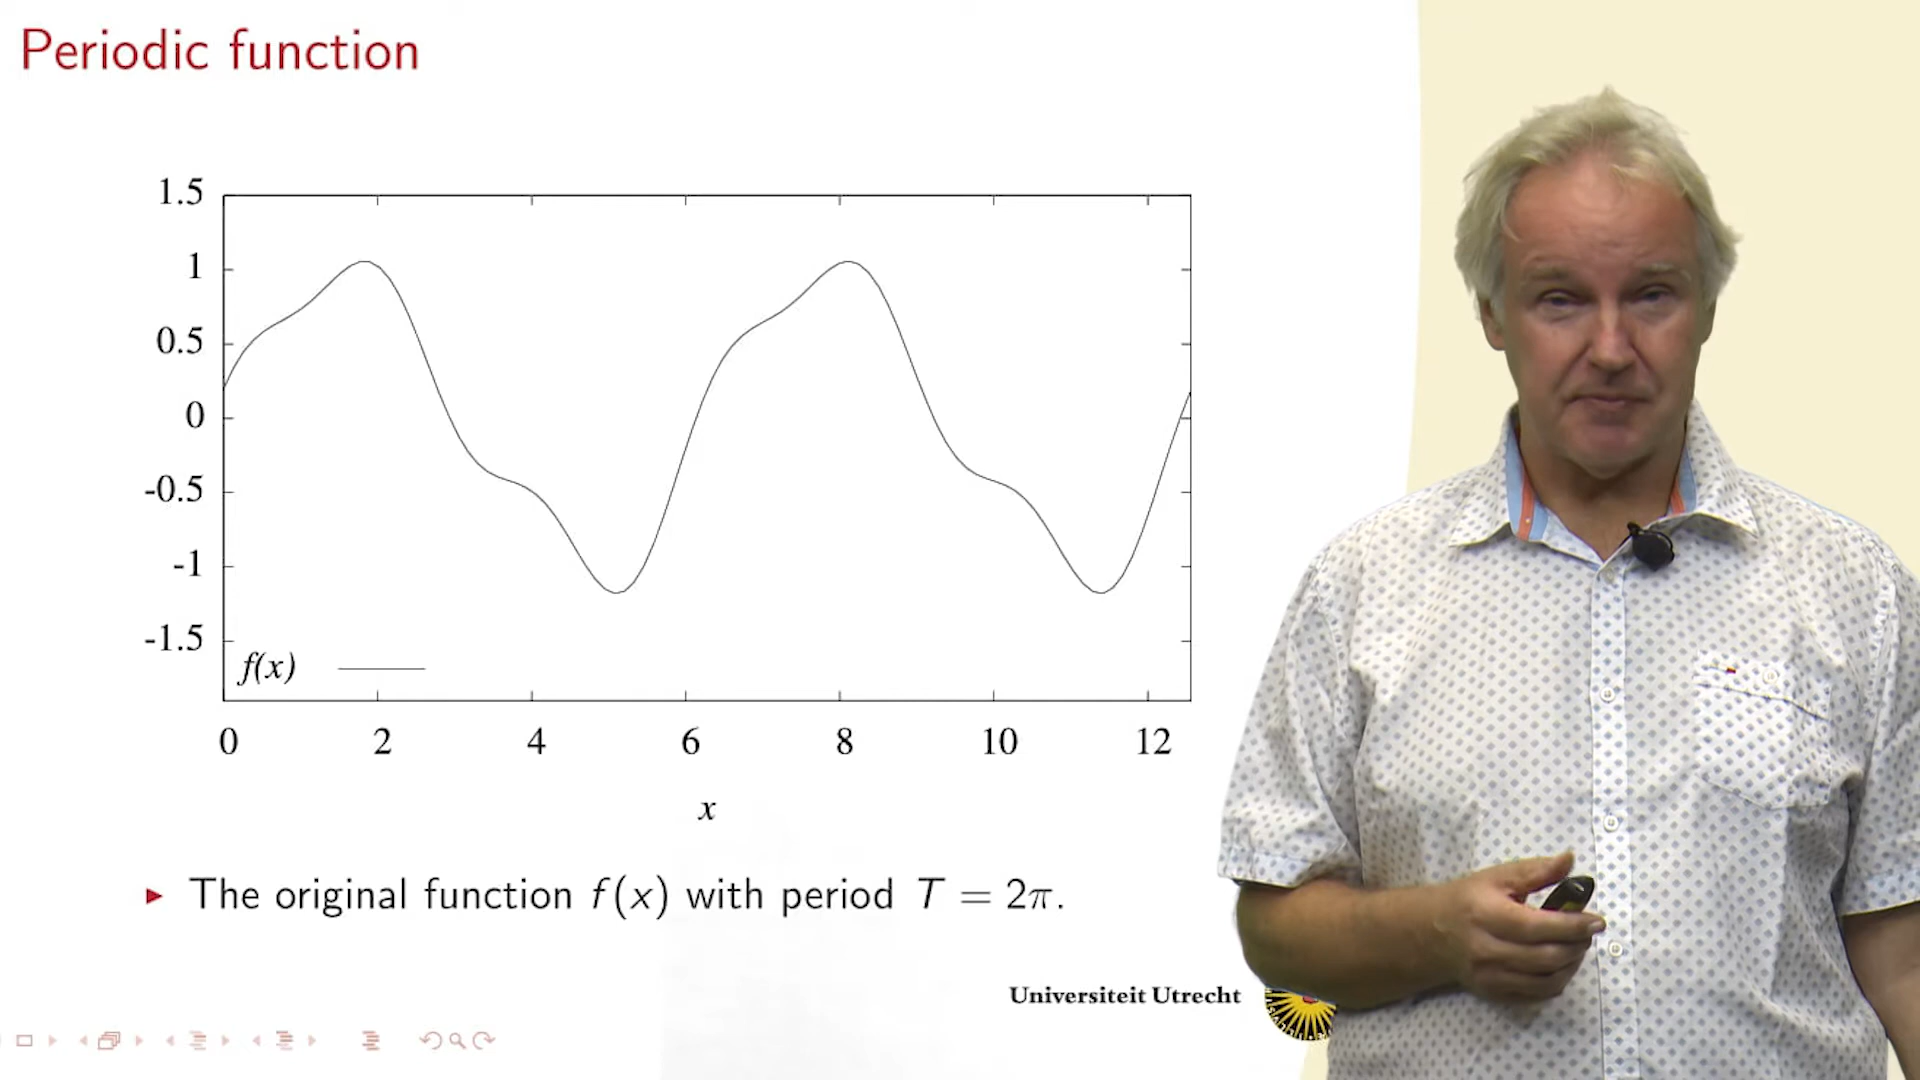 Periodic function
1.5
1
0.5
0
-0.5
-1
-1.5
f(x)
0 2 4 6 8 10 12
x
The original function f(x) with period T = 2π.
Universiteit Utrecht